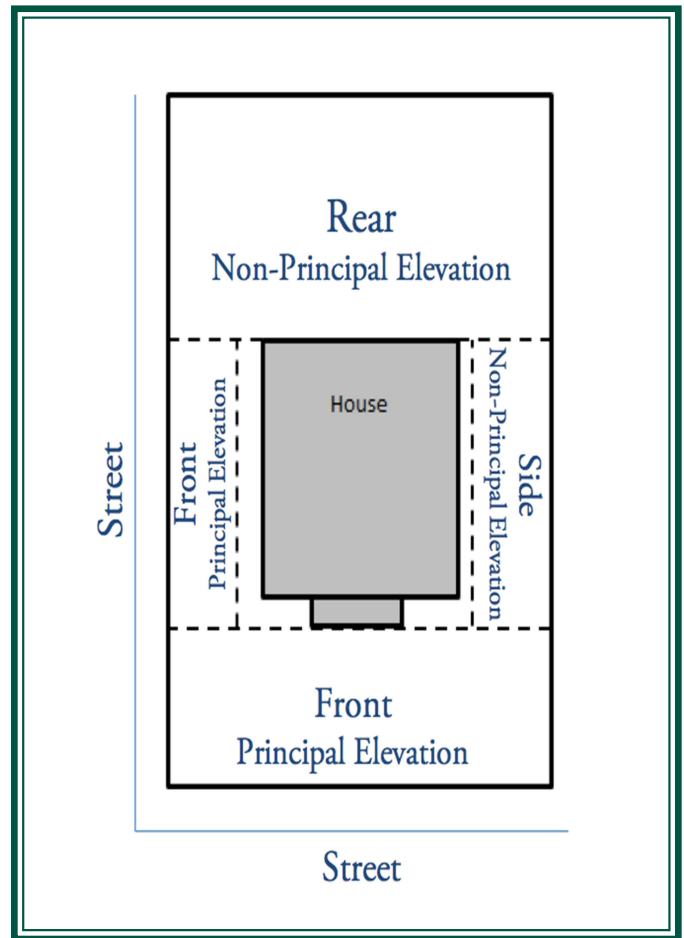 Rear
Non-Principal Elevation
House
Street
Front
Principal Elevation
Non-Principal Elevation
Side
Front
Principal Elevation
Street